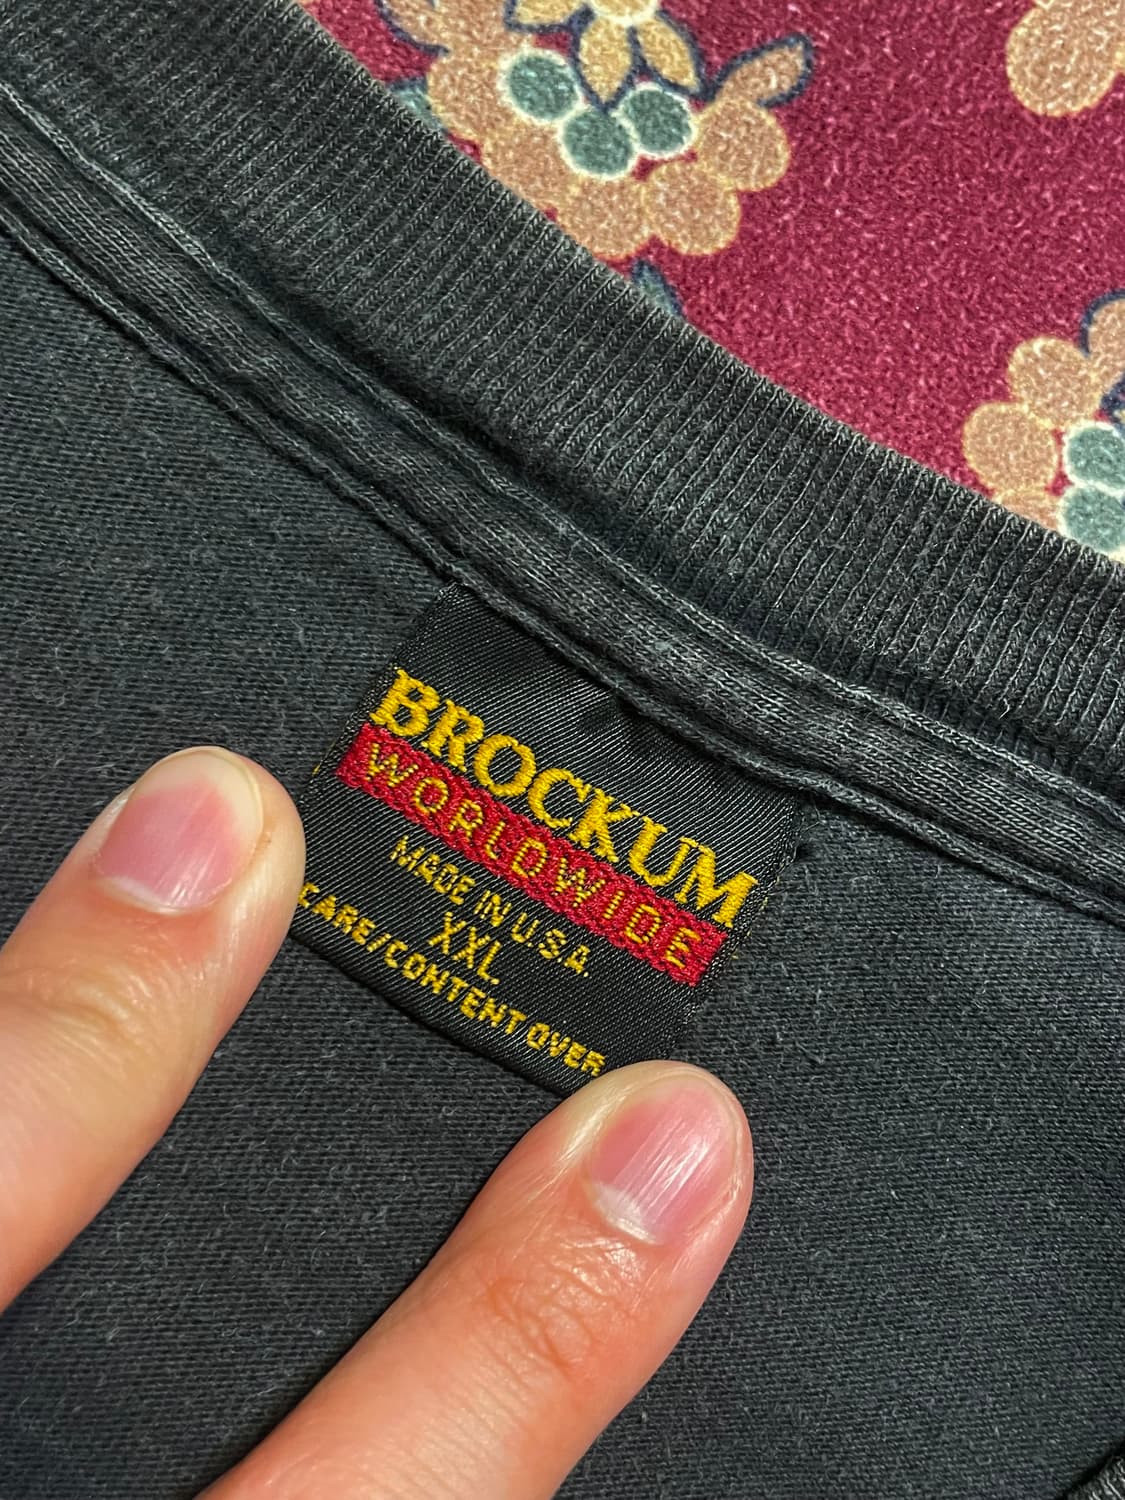 BROCKUM
WORLDWIDE
MADE IN U.S.A.
XXL
CARE/CONTENT OVER